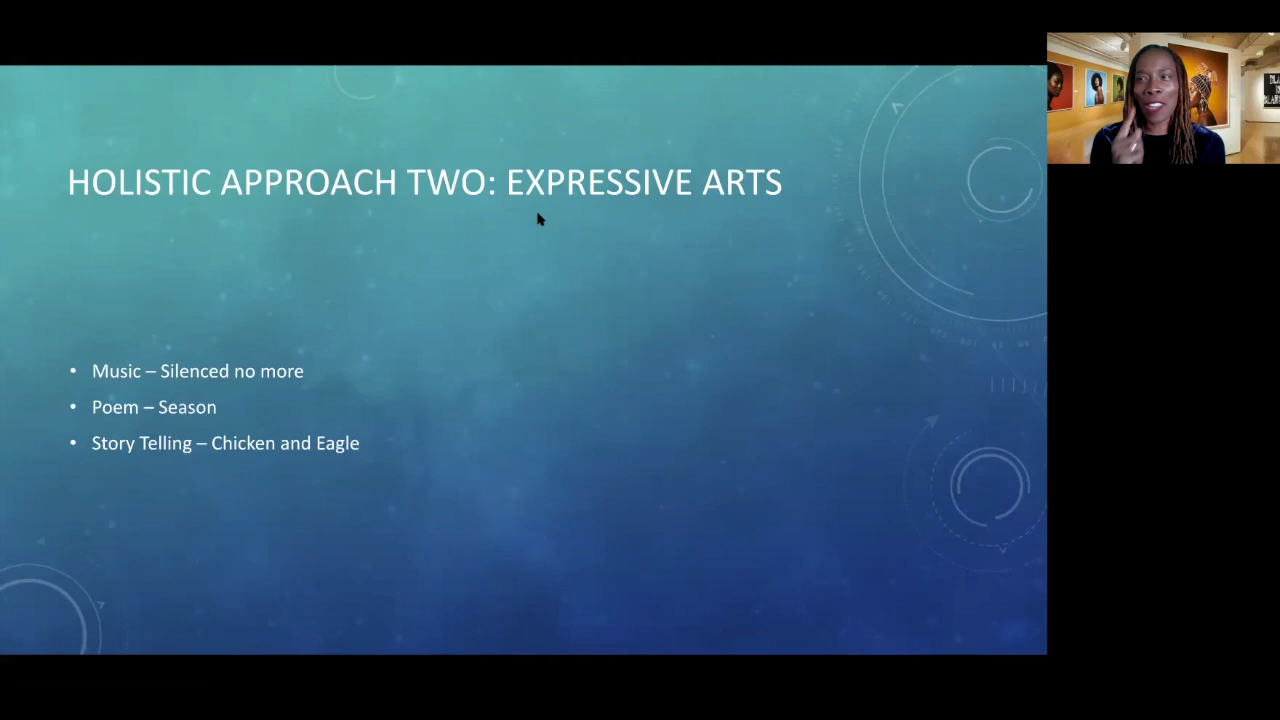 HOLISTIC APPROACH TWO: EXPRESSIVE ARTS
• Music – Silenced no more
• Poem – Season
• Story Telling – Chicken and Eagle